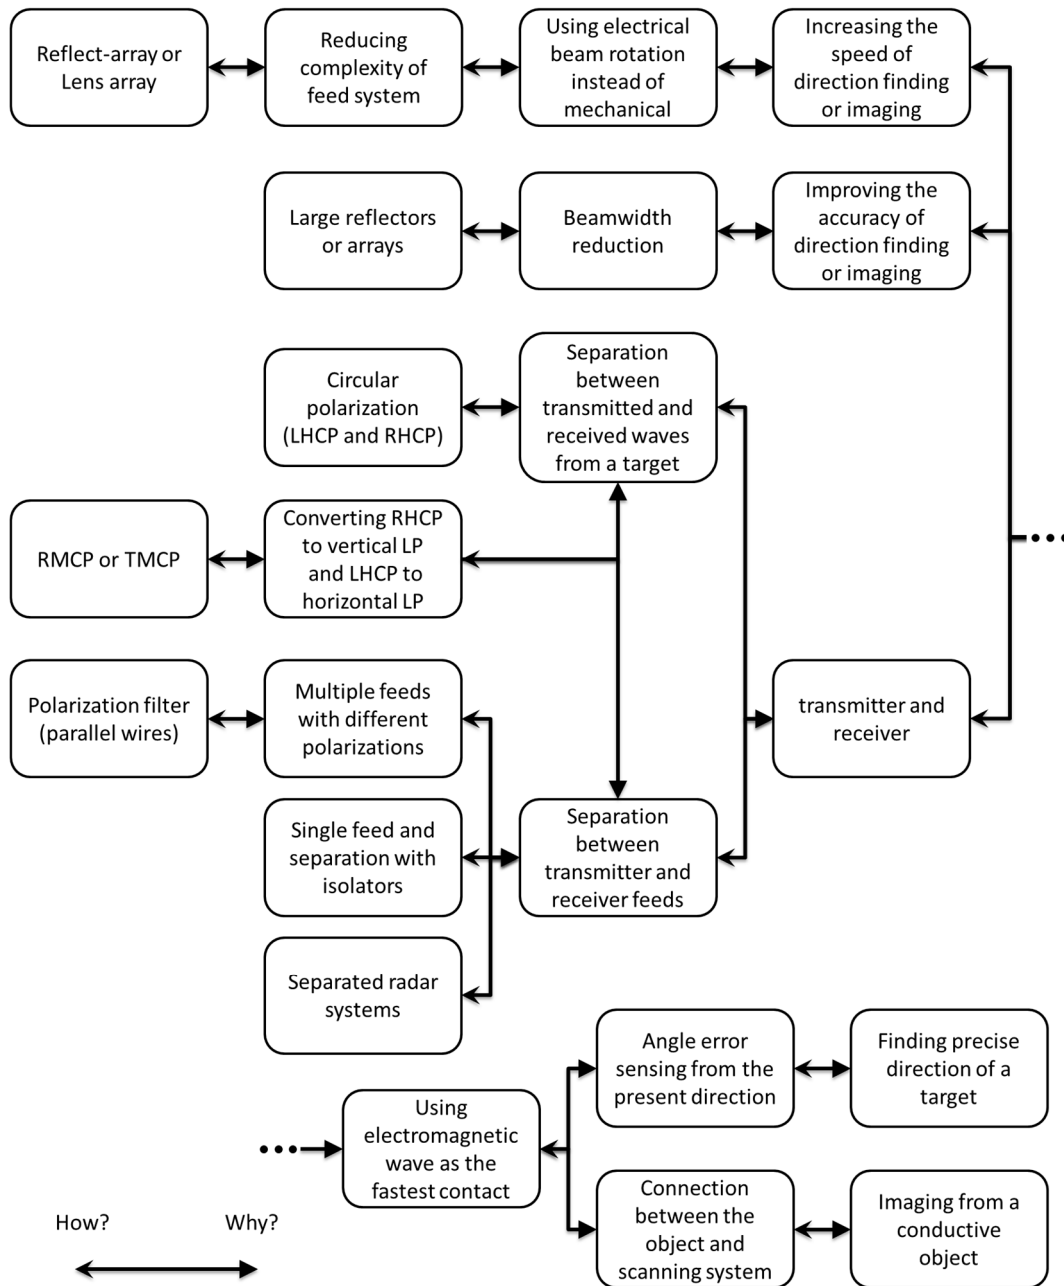 Reflect-array or
Lens array
Reducing
complexity of
feed system
Using electrical
beam rotation
instead of
mechanical
Increasing the
speed of
direction finding
or imaging
Large reflectors
or arrays
Beamwidth
reduction
Improving the
accuracy of
direction finding
or imaging
Circular
polarization
(LHCP and RHCP)
Separation
between
transmitted and
received waves
from a target
RMCP or TMCP
Converting RHCP
to vertical LP
and LHCP to
horizontal LP
Polarization filter
(parallel wires)
Multiple feeds
with different
polarizations
transmitter and
receiver
Single feed and
separation with
isolators
Separation
between
transmitter and
receiver feeds
Separated radar
systems
Angle error
sensing from the
present direction
Finding precise
direction of a
target
Using
electromagnetic
wave as the
fastest contact
Connection
between the
object and
scanning system
Imaging from a
conductive
object
How?
Why?